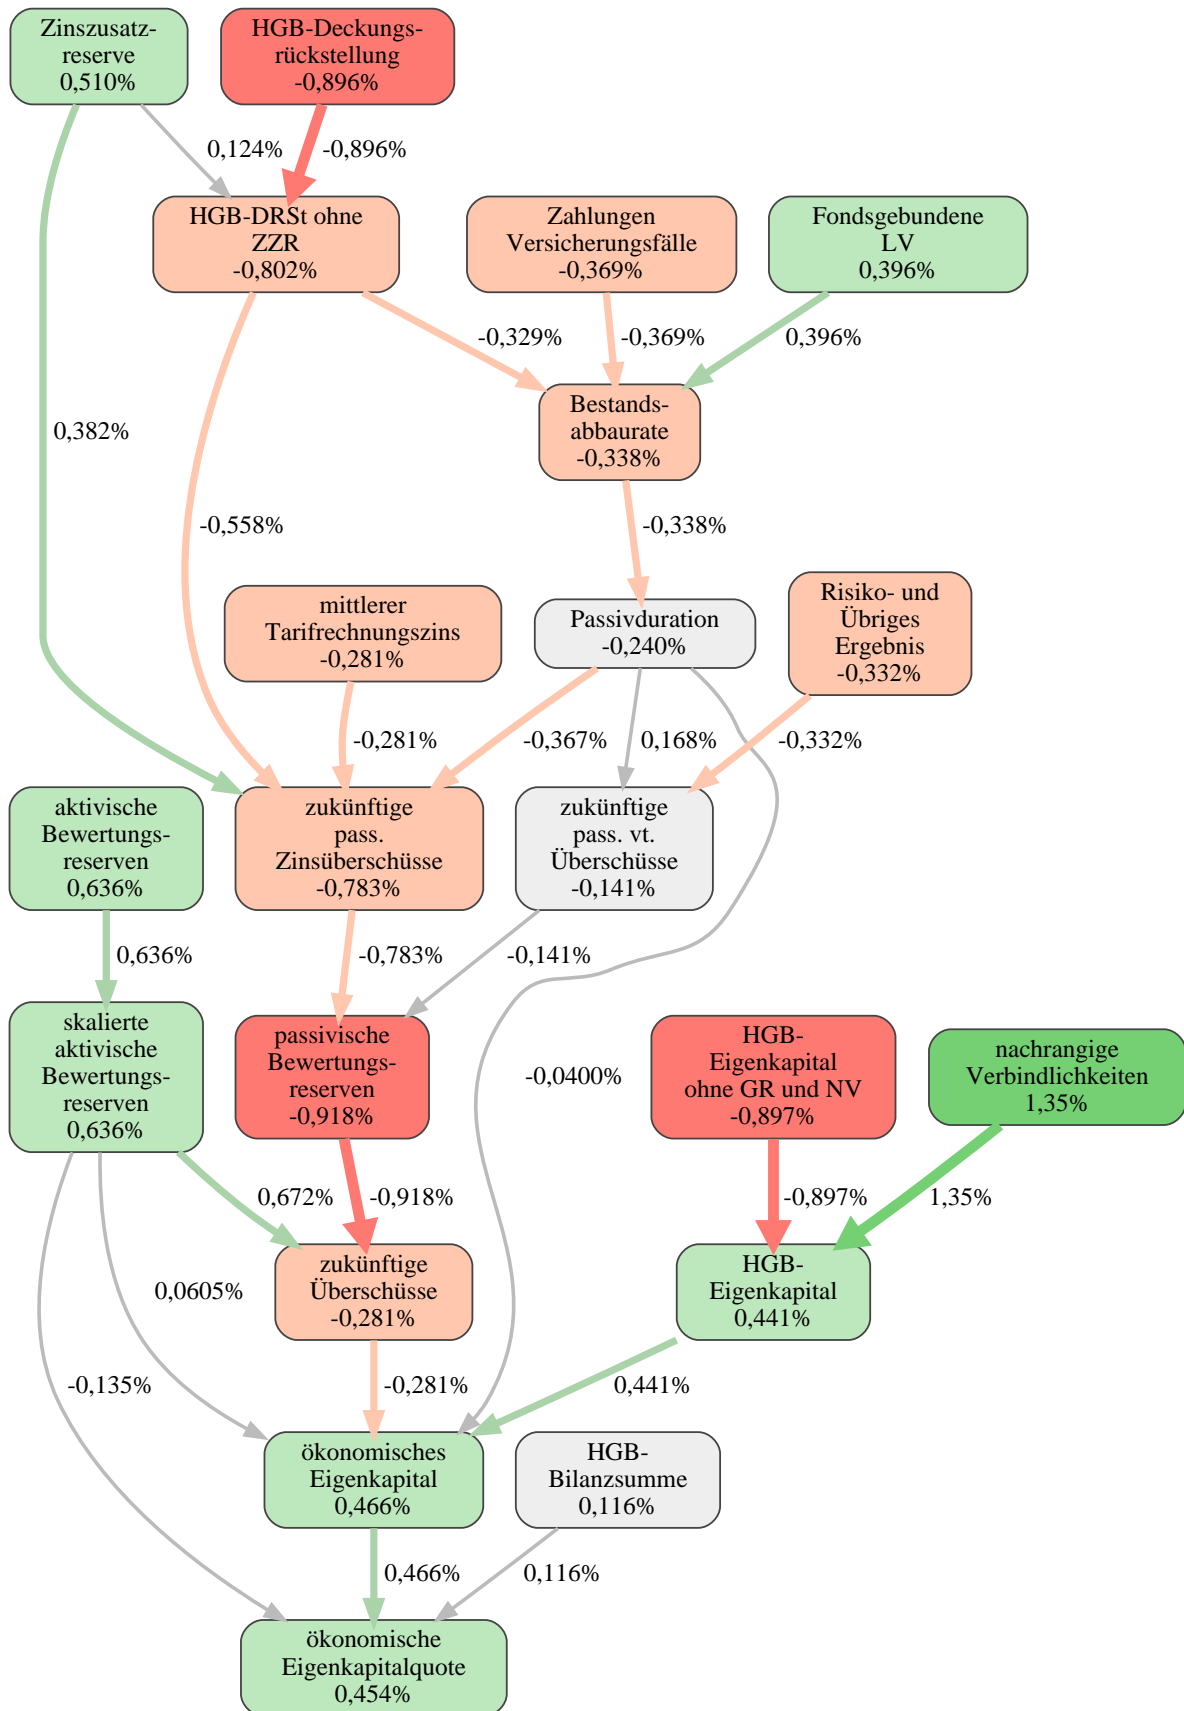 Zinszusatz-
reserve
0,510%
HGB-Deckungs-
rückstellung
-0,896%
0,124%
-0,896%
HGB-DRSt ohne
ZZR
-0,802%
Zahlungen
Versicherungsfälle
-0,369%
Fondsgebundene
LV
0,396%
-0,329%
-0,369%
0,396%
Bestands-
abbaurate
-0,338%
0,382%
-0,558%
-0,338%
mittlerer
Tarifrechnungszins
-0,281%
Passivduration
-0,240%
Risiko- und
Übriges
Ergebnis
-0,332%
-0,281%
-0,367%
0,168%
-0,332%
aktivische
Bewertungs-
reserven
0,636%
zukünftige
pass.
Zinsüberschüsse
-0,783%
zukünftige
pass. vt.
Überschüsse
-0,141%
0,636%
-0,783%
-0,141%
skalierte
aktivische
Bewertungs-
reserven
0,636%
passivische
Bewertungs-
reserven
-0,918%
-0,0400%
HGB-
Eigenkapital
ohne GR und NV
-0,897%
nachrangige
Verbindlichkeiten
1,35%
0,672%
-0,918%
-0,897%
1,35%
zukünftige
Überschüsse
-0,281%
HGB-
Eigenkapital
0,441%
0,0605%
-0,135%
-0,281%
0,441%
ökonomisches
Eigenkapital
0,466%
HGB-
Bilanzsumme
0,116%
0,466%
0,116%
ökonomische
Eigenkapitalquote
0,454%